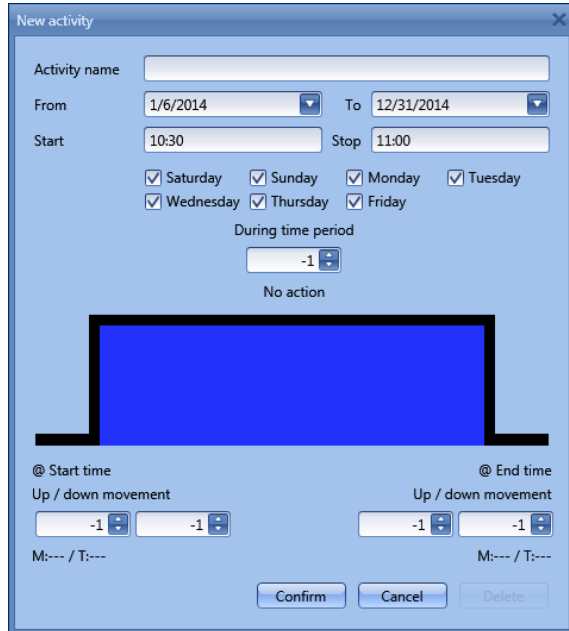 New activity
Activity name
From 1/6/2014 To 12/31/2014
Start 10:30 Stop 11:00
Saturday Sunday Monday Tuesday
Wednesday Thursday Friday
During time period
-1
No action
@ Start time @ End time
Up / down movement Up / down movement
-1 -1 -1 -1
M:--- / T:--- M:--- / T:---
Confirm Cancel Delete